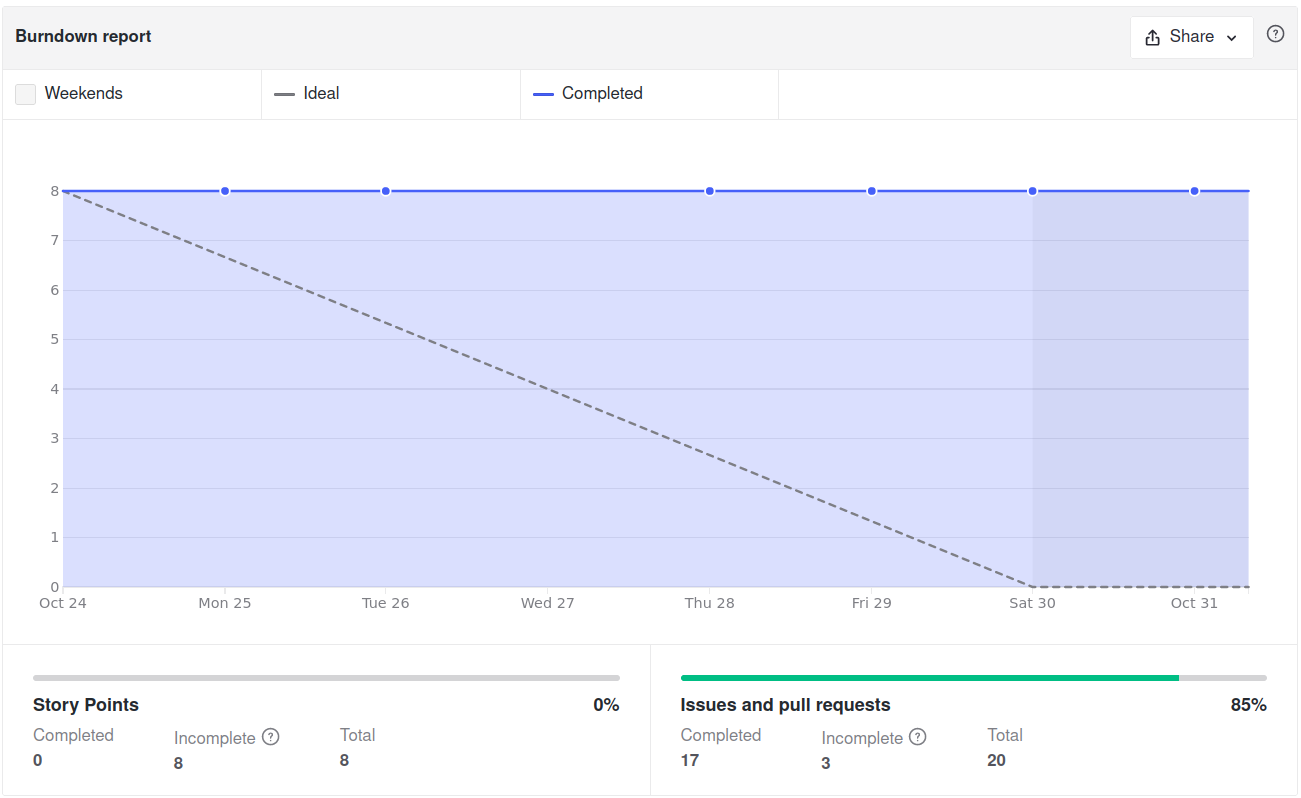 Burndown report
Share
Weekends
Ideal
Completed
8
7
6
5
4
3
2
1
0
Oct 24 Mon 25 Tue 26 Wed 27 Thu 28 Fri 29 Sat 30 Oct 31
Story Points 0%
Completed Incomplete ? Total
0 8 8
Issues and pull requests 85%
Completed Incomplete ? Total
17 3 20